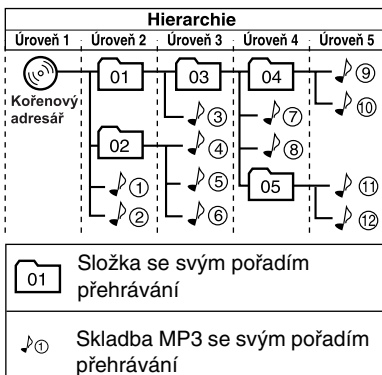 Hierarchie
Úroveň 1 Úroveň 2 Úroveň 3 Úroveň 4 Úroveň 5
01 03 04 ⑨
Kořenový
adresář
⑩
③ ⑦
02 ④ ⑧
① ⑤ 05 ⑪
② ⑥ ⑫
01 Složka se svým pořadím
přehrávání
① Skladba MP3 se svým pořadím
přehrávání